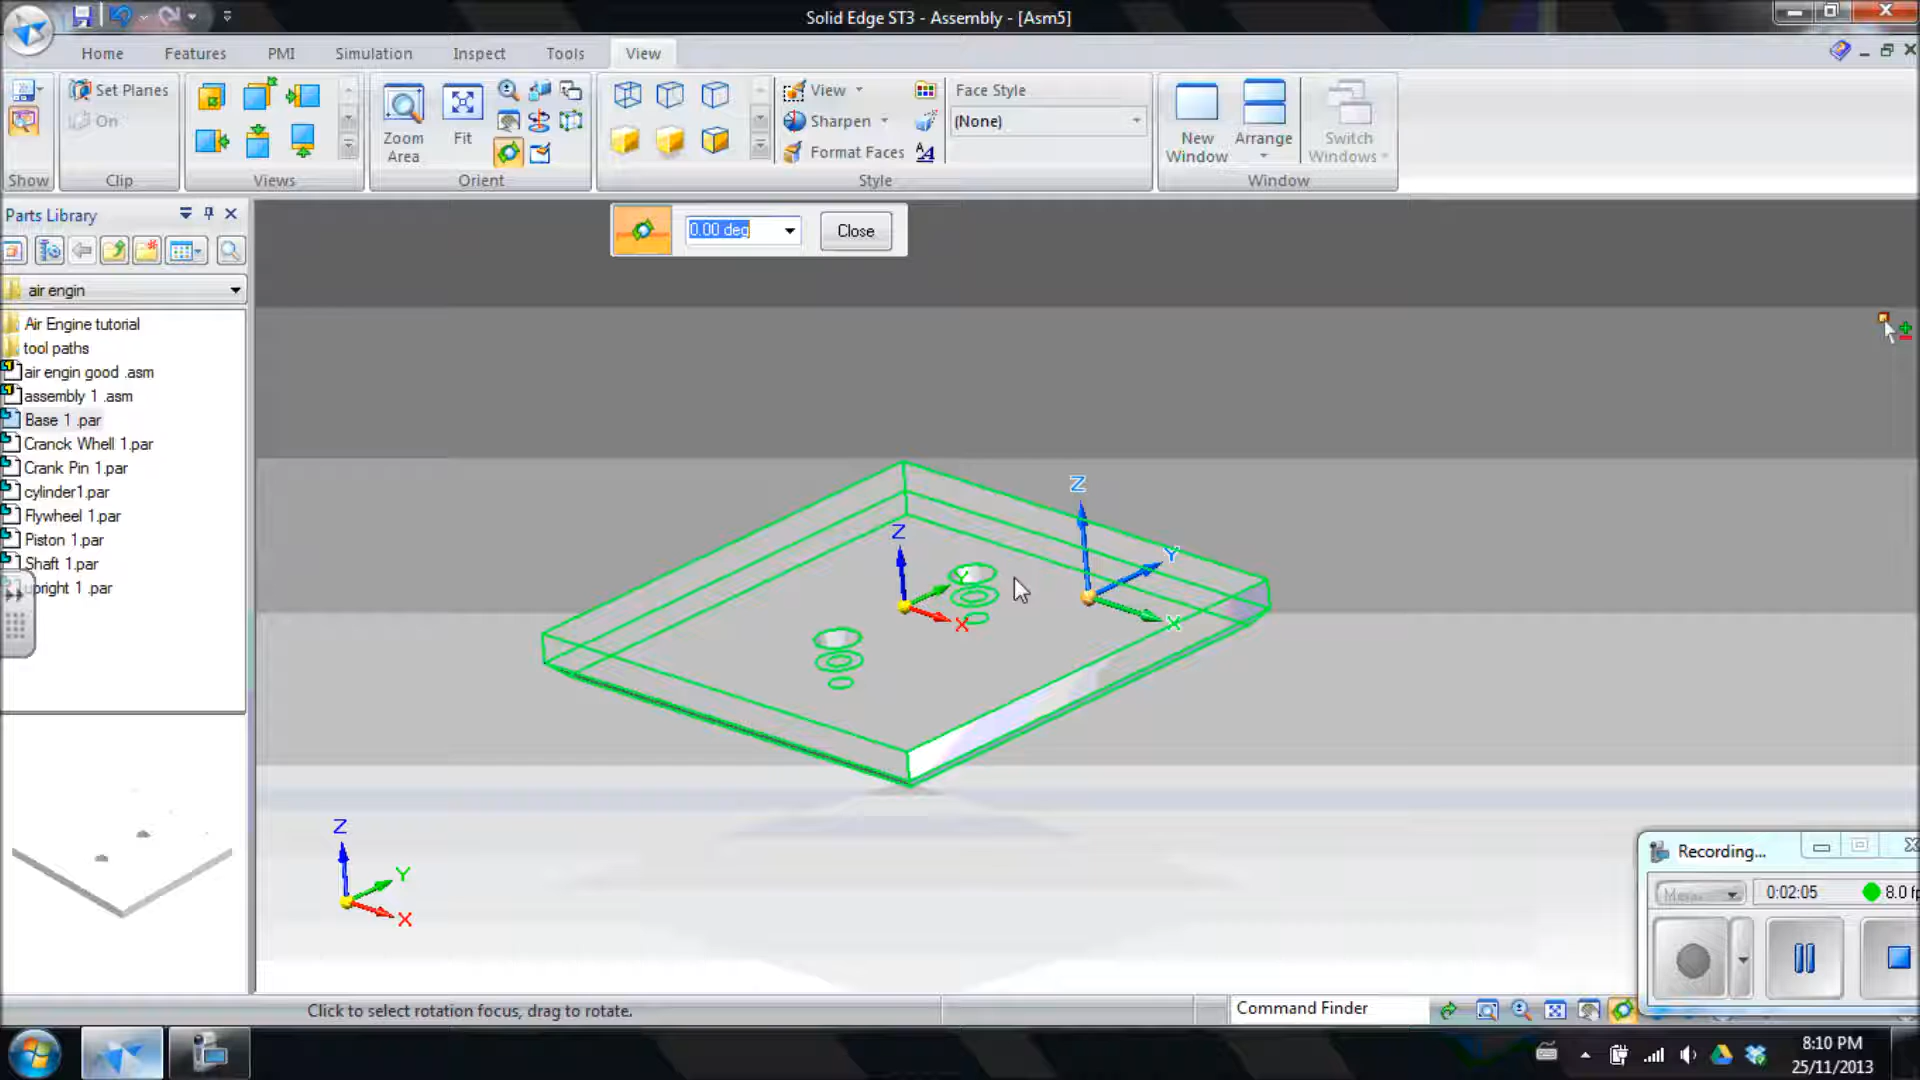 Solid Edge ST3 - Assembly - [Asm5]
Home Features PMI Simulation Inspect Tools View
Set Planes
On
Zoom Area
Fit
View
Sharpen
Format Faces
Face Style
(None)
New Window
Arrange
Switch Windows
Show Clip Views Orient Style Window
Parts Library
0.00 deg
Close
air engin
Air Engine tutorial
tool paths
air engin good .asm
assembly 1 .asm
Base 1 .par
Cranck Whell 1.par
Crank Pin 1.par
cylinder1.par
Flywheel 1.par
Piston 1.par
Shaft 1.par
upright 1 .par
Z
Z
Y
Y
X
X
Z
Y
X
Recording...
0:02:05
8.0
Click to select rotation focus, drag to rotate.
Command Finder
8:10 PM
25/11/2013